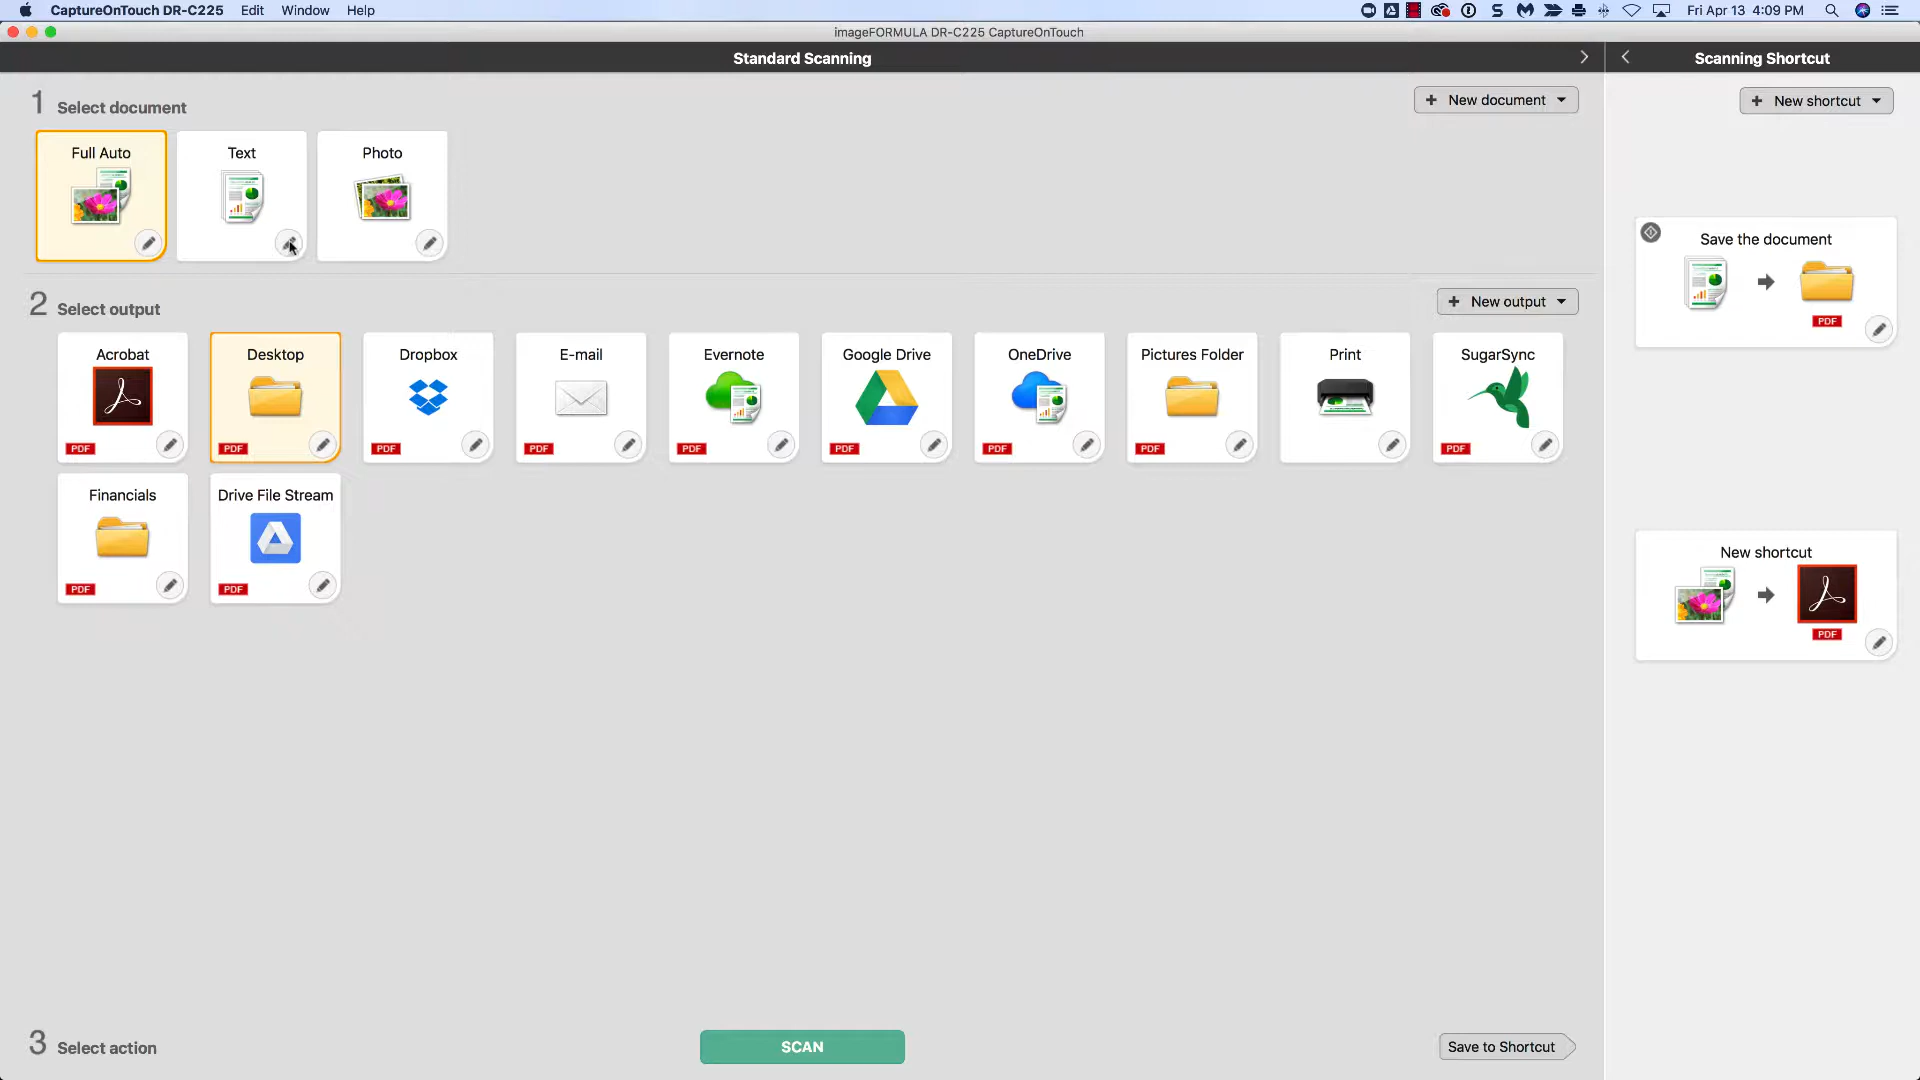 CaptureOnTouch DR-C225 Edit Window Help Fri Apr 13 4:09 PM
imageFORMULA DR-C225 CaptureOnTouch
Standard Scanning
Scanning Shortcut
1 Select document
+ New document
+ New shortcut
Full Auto
Text
Photo
Save the document
PDF
2 Select output
+ New output
Acrobat
PDF
Desktop
PDF
Dropbox
PDF
E-mail
PDF
Evernote
PDF
Google Drive
PDF
OneDrive
PDF
Pictures Folder
PDF
Print
SugarSync
PDF
Financials
PDF
Drive File Stream
PDF
New shortcut
PDF
3 Select action
SCAN
Save to Shortcut